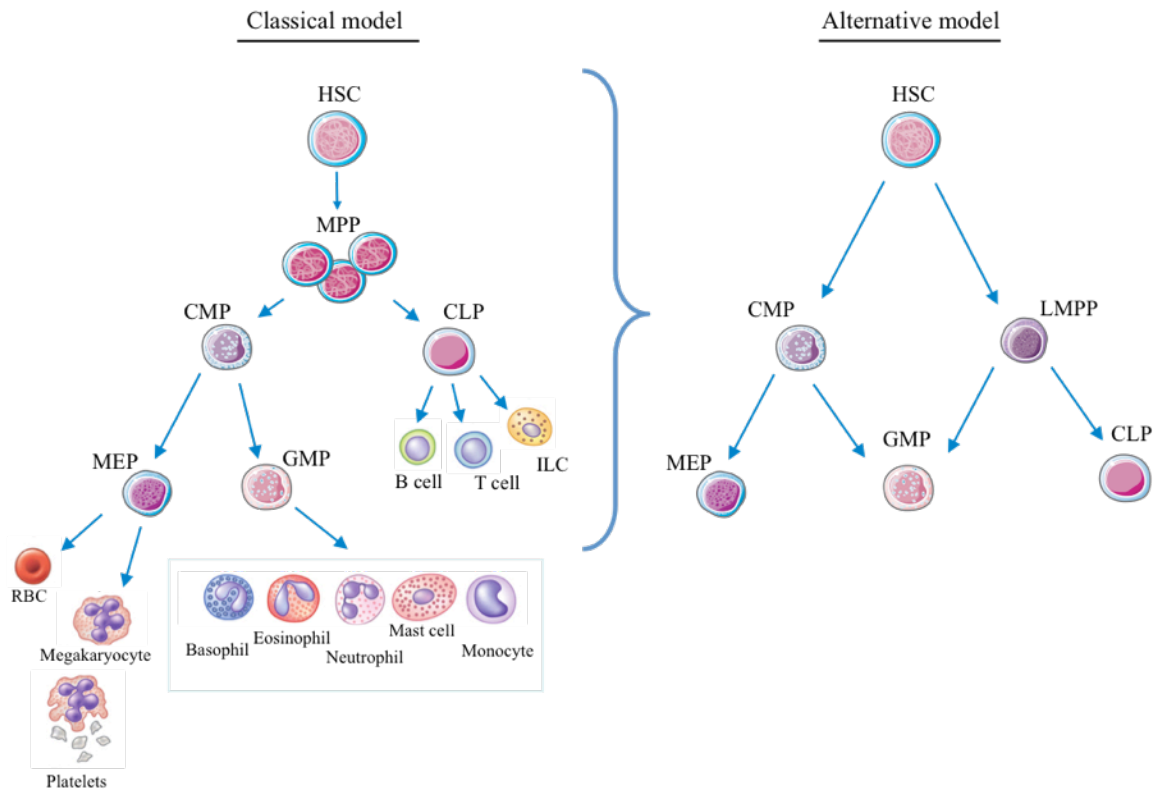 Classical model
HSC
MPP
CMP
CLP
B cell
T cell
ILC
MEP
GMP
RBC
Megakaryocyte
Platelets
Basophil
Eosinophil
Neutrophil
Mast cell
Monocyte
Alternative model
HSC
CMP
LMPP
MEP
GMP
CLP